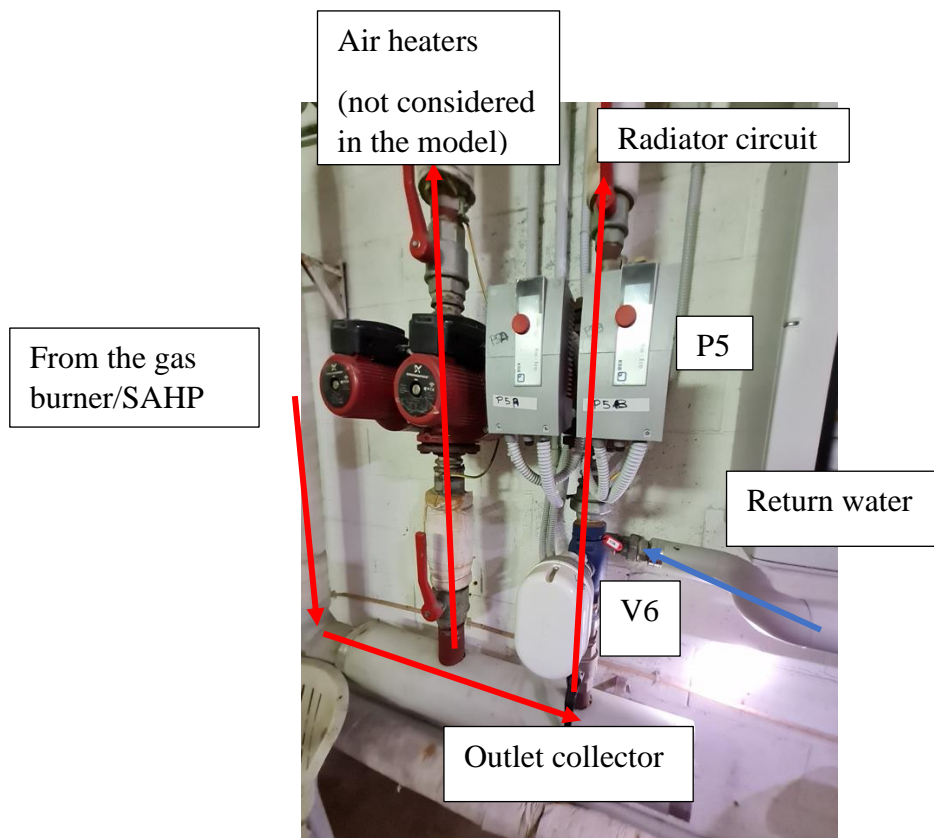 Air heaters
(not considered
in the model)
Radiator circuit
From the gas
burner/SAHP
P5
P5A
P5B
Return water
V6
Outlet collector